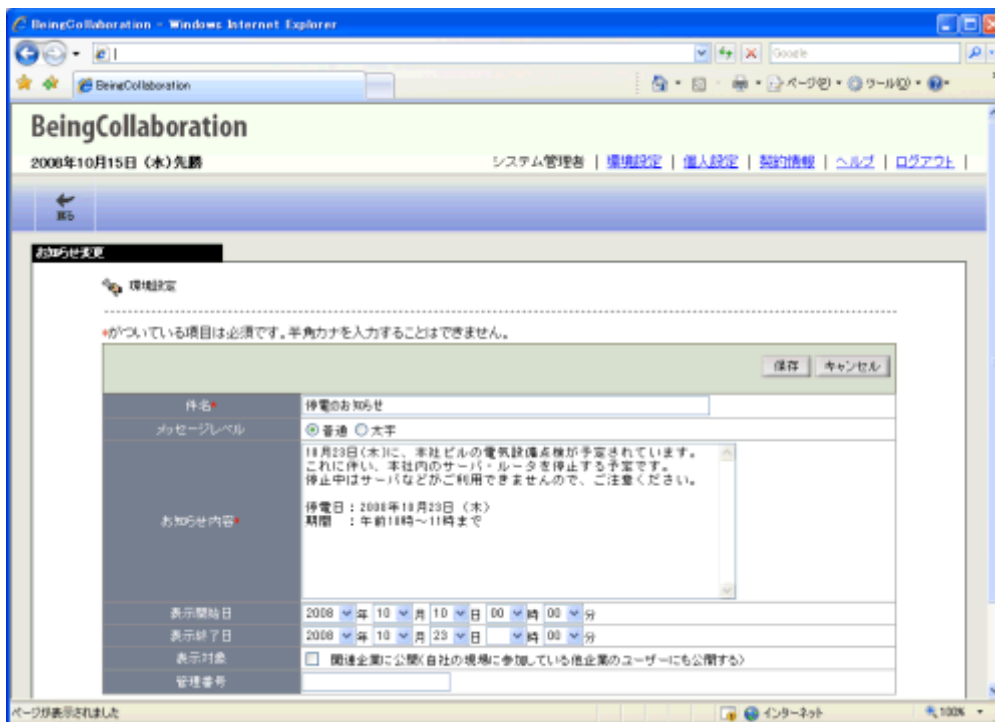 BeingCollaboration - Windows Internet Explorer
Google
BeingCollaboration
ページ(P) ツール(O)
BeingCollaboration
2008年10月15日 (水)先勝
システム管理者 | 環境設定 | 個人設定 | 契約情報 | ヘルプ | ログアウト |
戻る
お知らせ変更
環境設定
*がついている項目は必須です。半角カナを入力することはできません。
保存 キャンセル
件名* 停電のお知らせ
メッセージレベル 普通 太字
お知らせ内容*
10月23日(木)に、本社ビルの電気設備点検が予定されています。
これに伴い、本社内のサーバ・ルータを停止する予定です。
停止中はサーバなどがご利用できませんので、ご注意ください。
停電日:2008年10月23日 (木)
期間 :午前10時～11時まで
表示開始日 2008 年 10 月 10 日 00 時 00 分
表示終了日 2008 年 10 月 23 日 時 00 分
表示対象 関連企業に公開(自社の現場に参加している他企業のユーザーにも公開する)
管理番号
ページが表示されました インターネット 100%